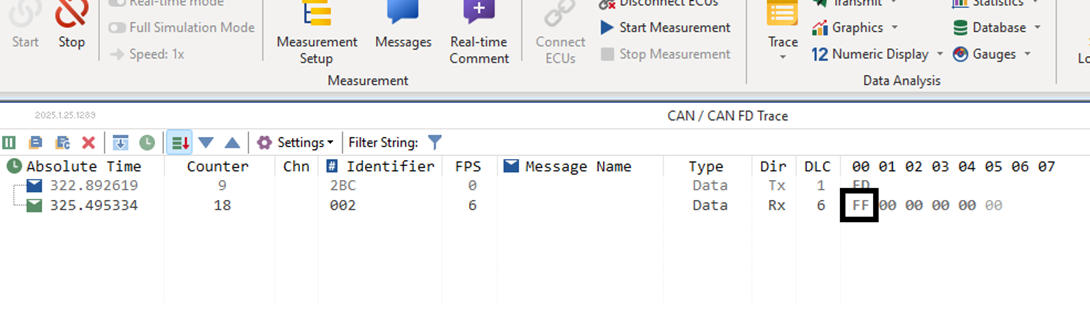 Real-time mode
Disconnect ECUs
Transmit
Statistics
Start
Stop
Full Simulation Mode
Speed: 1x
Measurement Setup
Messages
Real-time Comment
Connect ECUs
Start Measurement
Stop Measurement
Trace
Graphics
Database
12 Numeric Display
Gauges
Measurement
Data Analysis
2025.1.25.1289
CAN / CAN FD Trace
Settings
Filter String:
Absolute Time Counter Chn # Identifier FPS Message Name Type Dir DLC 00 01 02 03 04 05 06 07
322.892619 9 2BC 0 Data Tx 1 FD
325.495334 18 002 6 Data Rx 6 FF 00 00 00 00 00